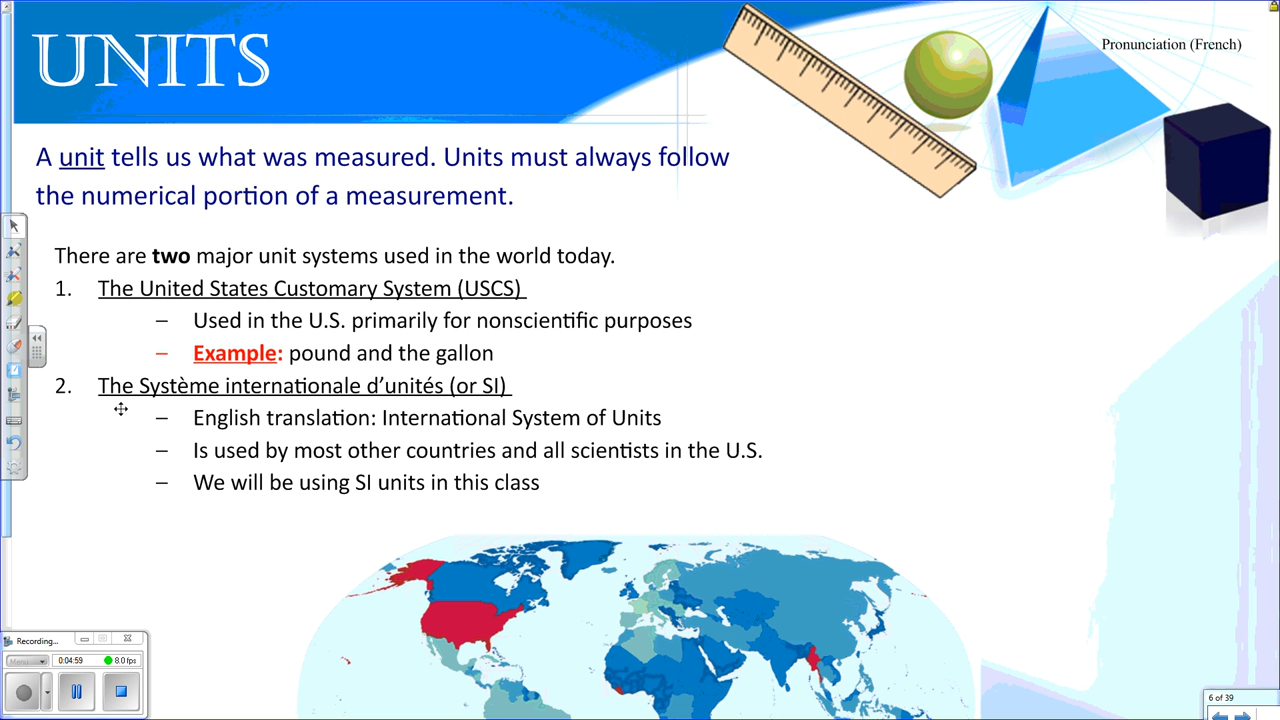 UNITS
Pronunciation (French)
A unit tells us what was measured. Units must always follow
the numerical portion of a measurement.
There are two major unit systems used in the world today.
1. The United States Customary System (USCS)
– Used in the U.S. primarily for nonscientific purposes
– Example: pound and the gallon
2. The Système internationale d’unités (or SI)
– English translation: International System of Units
– Is used by most other countries and all scientists in the U.S.
– We will be using SI units in this class
Recording...
Menu
0:04:59 8.0 fps
6 of 39